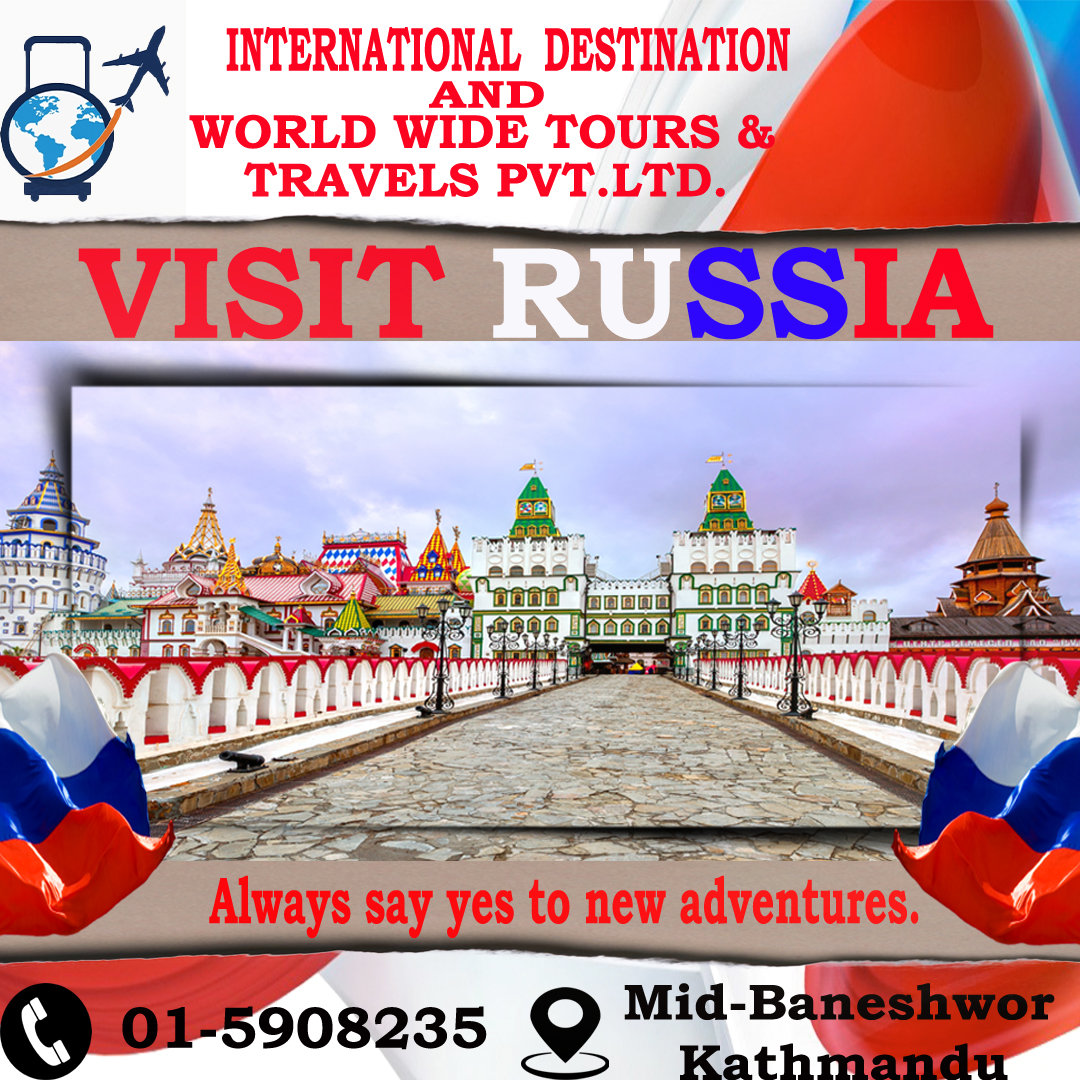 INTERNATIONAL DESTINATION
AND
WORLD WIDE TOURS &
TRAVELS PVT.LTD.
VISIT RUSSIA
Always say yes to new adventures.
01-5908235
Mid-Baneshwor
Kathmandu